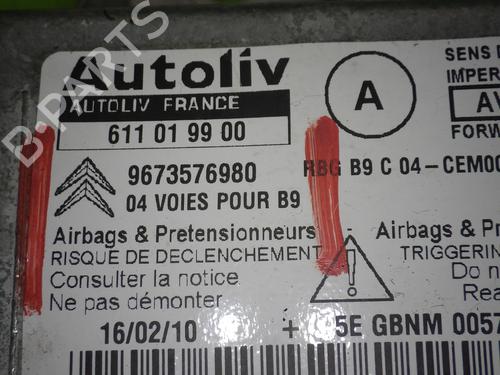 Autoliv
AUTOLIV FRANCE
611 01 99 00
A
SENS
IMPER
AV
FORW
9673576980
04 VOIES POUR B9
RBG B9 C 04-CEM00
Airbags & Pretensionneurs
RISQUE DE DECLENCHEMENT
Consulter la notice
Ne pas démonter
Airbags & Pr
TRIGGERIN
Do n
Rea
16/02/10
+ 5E GBNM 0057
B-PARTS